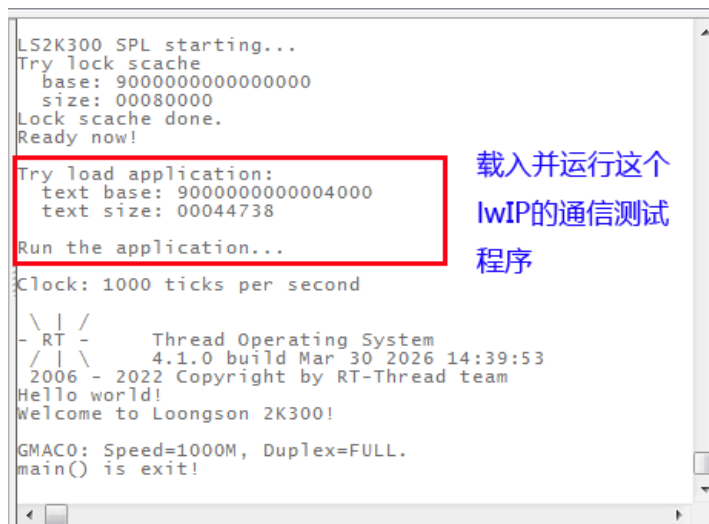 LS2K300 SPL starting...
Try lock scache
  base: 9000000000000000
  size: 00080000
Lock scache done.
Ready now!
Try load application:
  text base: 9000000000004000
  text size: 00044738
Run the application...
载入并运行这个
lwIP的通信测试
程序
Clock: 1000 ticks per second
 \ | /
- RT -     Thread Operating System
 / | \     4.1.0 build Mar 30 2026 14:39:53
 2006 - 2022 Copyright by RT-Thread team
Hello world!
Welcome to Loongson 2K300!
GMAC0: Speed=1000M, Duplex=FULL.
main() is exit!